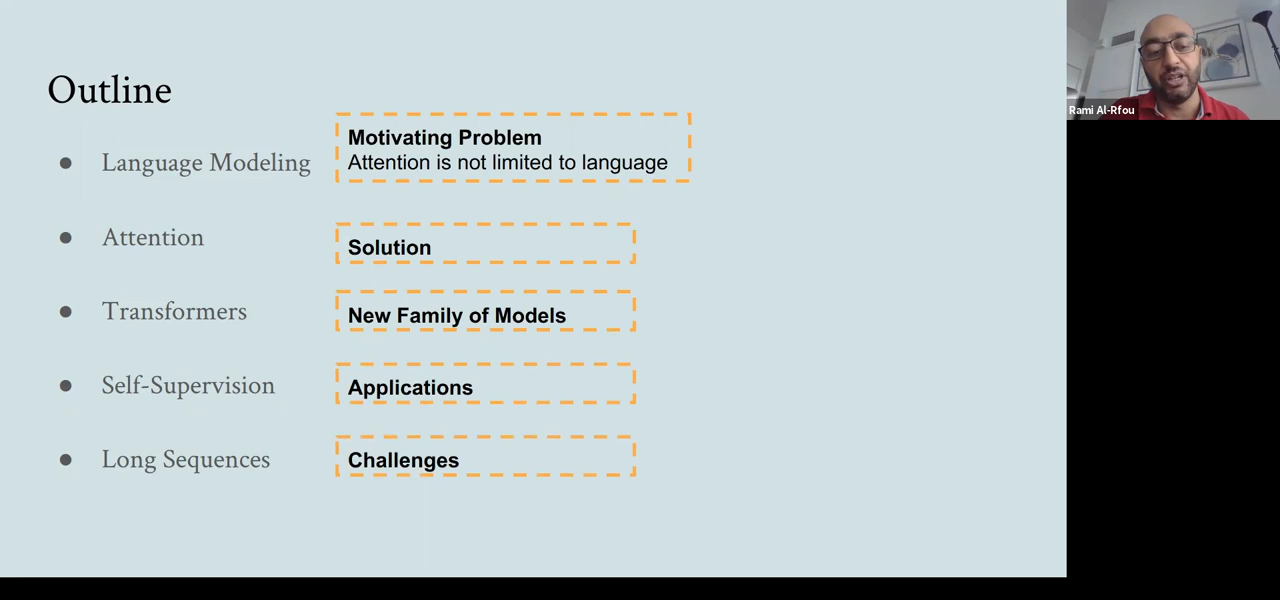 Outline
Language Modeling
Motivating Problem
Attention is not limited to language
Attention
Solution
Transformers
New Family of Models
Self-Supervision
Applications
Long Sequences
Challenges
Rami Al-Rfou